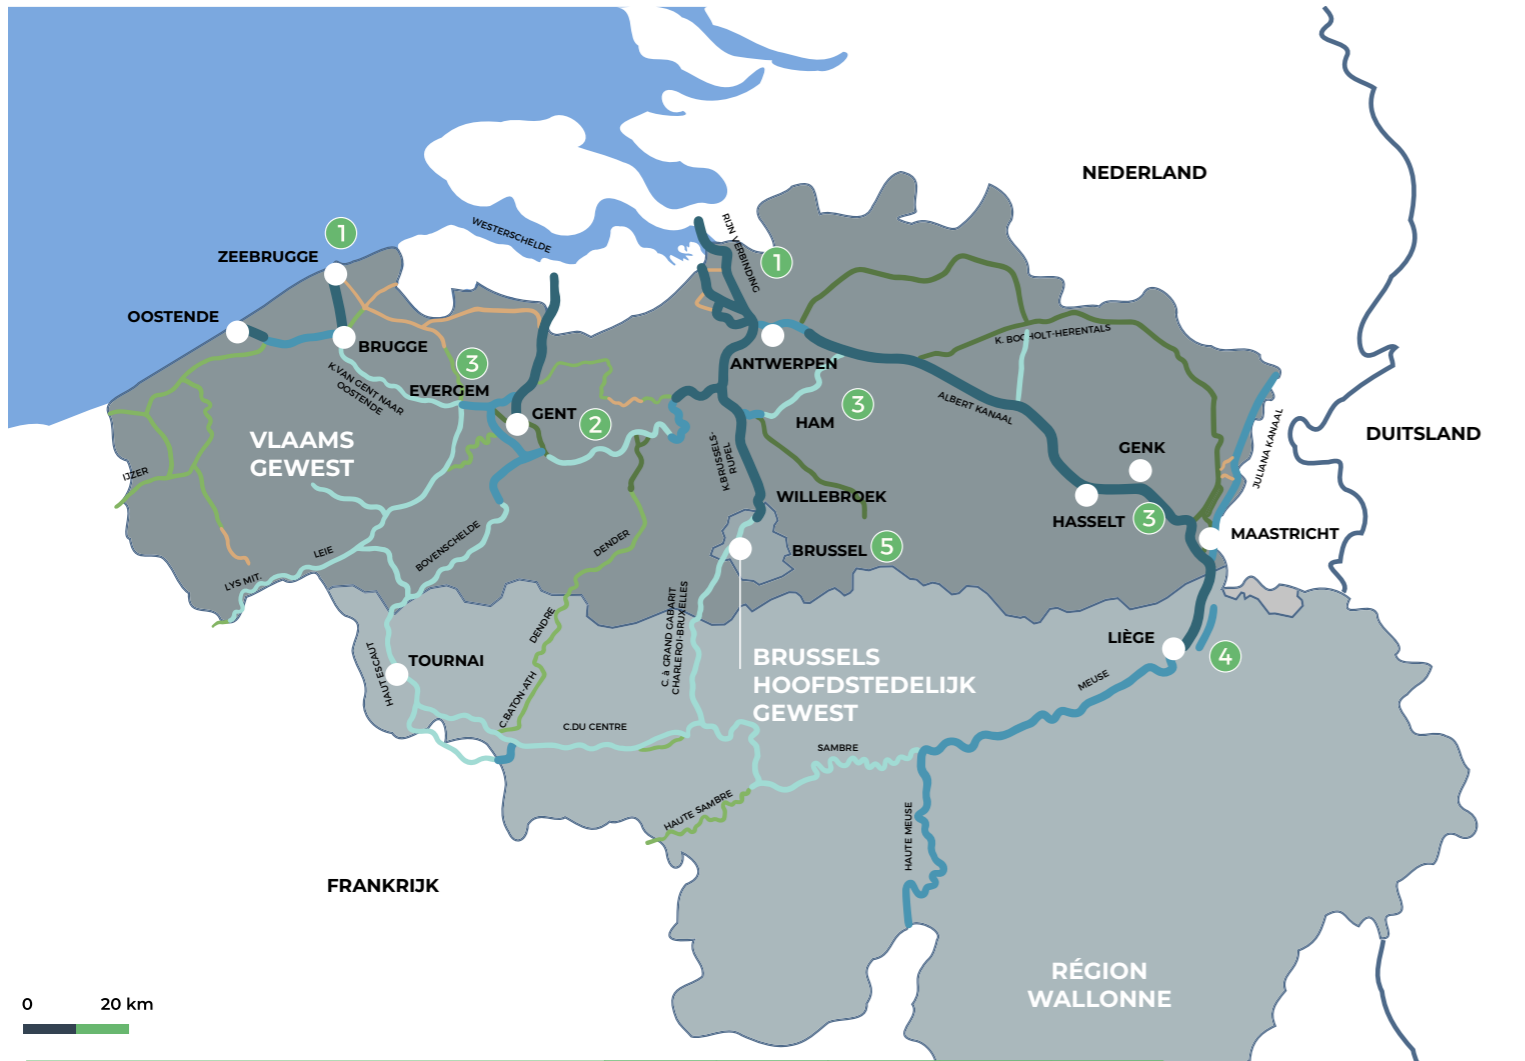 NEDERLAND
WESTERSCHELDE
RIJN VERBINDING
1
ZEEBRUGGE
1
OOSTENDE
BRUGGE
K.VAN GENT NAAR
OOSTENDE
3
EVERGEM
GENT
2
ANTWERPEN
K. BOCHOLT-HERENTALS
ALBERT KANAAL
HAM
3
VLAAMS
GEWEST
IJZER
K.BRUSSELS-
RUPEL
GENK
JULIANA KANAAL
DUITSLAND
WILLEBROEK
HASSELT
3
MAASTRICHT
BRUSSEL
5
LYS MIT.
LEIE
BOVENSCHELDE
DENDER
DENDRE
C.BATON-ATH
HAUT ESCAUT
TOURNAI
C. à GRAND GABARIT
CHARLEROI-BRUXELLES
BRUSSELS
HOOFDSTEDELIJK
GEWEST
LIÈGE
4
MEUSE
C.DU CENTRE
SAMBRE
HAUTE SAMBRE
HAUTE MEUSE
FRANKRIJK
RÉGION
WALLONNE
0 20 km